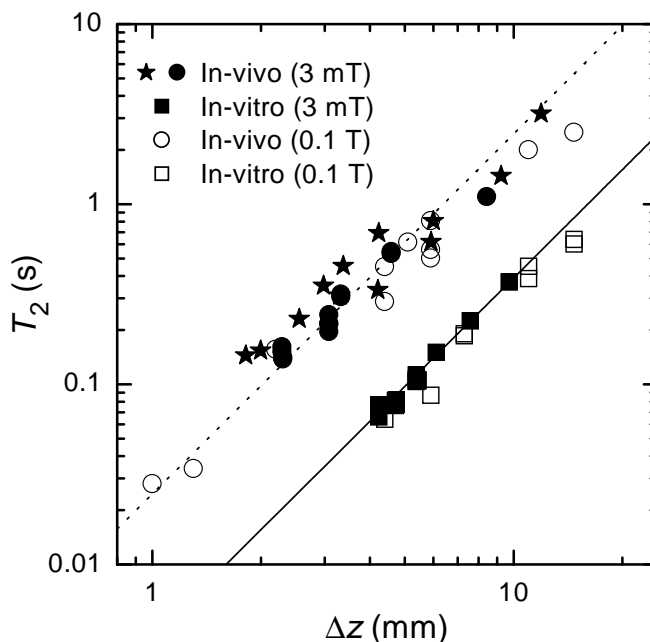 10
In-vivo (3 mT)
In-vitro (3 mT)
In-vivo (0.1 T)
In-vitro (0.1 T)
1
T2 (s)
0.1
0.01
1 10
Δz (mm)